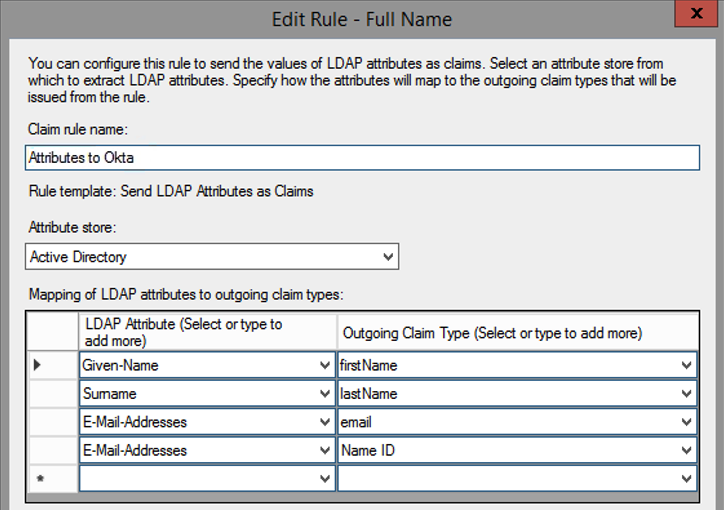 Edit Rule - Full Name
x
You can configure this rule to send the values of LDAP attributes as claims. Select an attribute store from
which to extract LDAP attributes. Specify how the attributes will map to the outgoing claim types that will be
issued from the rule.
Claim rule name:
Attributes to Okta
Rule template: Send LDAP Attributes as Claims
Attribute store:
Active Directory
Mapping of LDAP attributes to outgoing claim types:
LDAP Attribute (Select or type to
add more)
Outgoing Claim Type (Select or type to add more)
Given-Name firstName
Surname lastName
E-Mail-Addresses email
E-Mail-Addresses Name ID
*